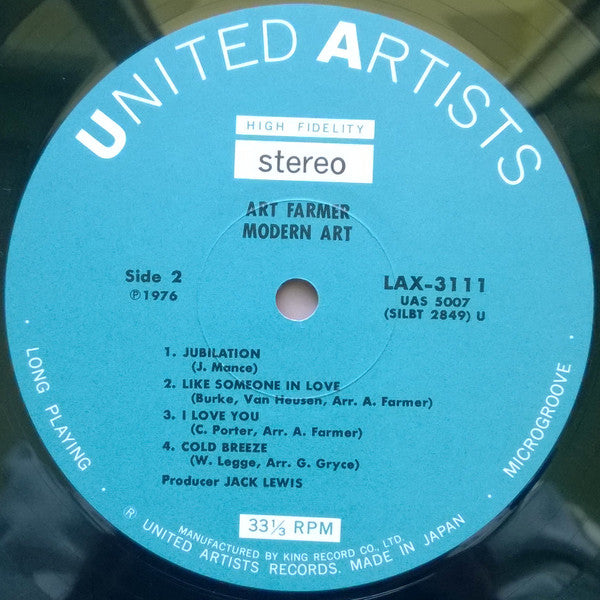 UNITED ARTISTS
HIGH FIDELITY
stereo
ART FARMER
MODERN ART
Side 2
℗1976
LAX-3111
UAS 5007
(SILBT 2849) U
1. JUBILATION
(J. Mance)
2. LIKE SOMEONE IN LOVE
(Burke, Van Heusen, Arr. A. Farmer)
3. I LOVE YOU
(C. Porter, Arr. A. Farmer)
4. COLD BREEZE
(W. Legge, Arr. G. Gryce)
Producer JACK LEWIS
33⅓ RPM
· LONG PLAYING ·
· MICROGROOVE ·
MANUFACTURED BY KING RECORD CO., LTD.
® UNITED ARTISTS RECORDS. MADE IN JAPAN